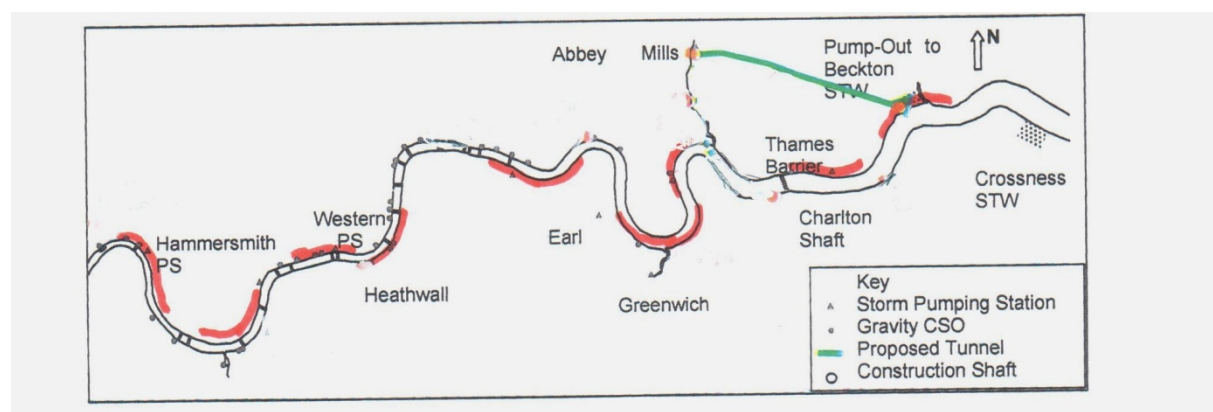 Abbey Mills
Pump-Out to
Beckton
STW
N
Thames
Barrier
Crossness
STW
Charlton
Shaft
Western
PS
Hammersmith
PS
Earl
Heathwall
Greenwich
Key
Storm Pumping Station
Gravity CSO
Proposed Tunnel
Construction Shaft